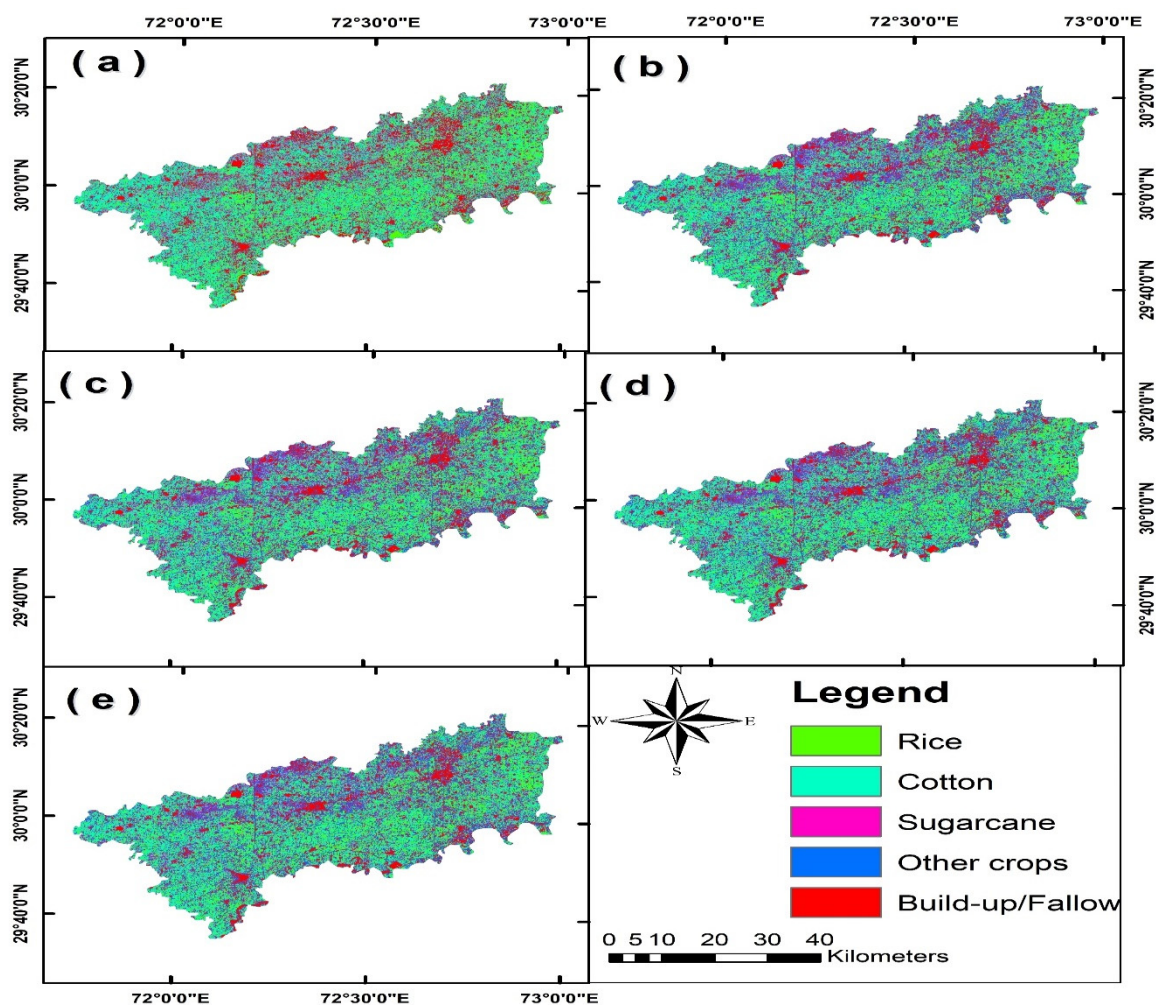 72°0'0"E 72°30'0"E 73°0'0"E 72°0'0"E 72°30'0"E 73°0'0"E
( a )
( b )
30°20'0"N
30°0'0"N
29°40'0"N
30°20'0"N
30°0'0"N
29°40'0"N
( c )
( d )
30°20'0"N
30°0'0"N
29°40'0"N
30°20'0"N
30°0'0"N
29°40'0"N
( e )
30°20'0"N
30°0'0"N
29°40'0"N
N
W E
S
Legend
Rice
Cotton
Sugarcane
Other crops
Build-up/Fallow
0 5 10 20 30 40
Kilometers
72°0'0"E 72°30'0"E 73°0'0"E